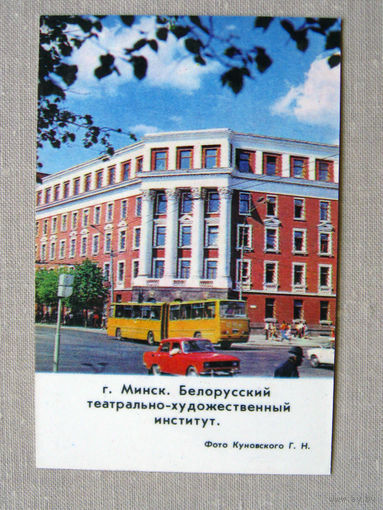 г. Минск. Белорусский
театрально-художественный
институт.
Фото Куновского Г. Н.